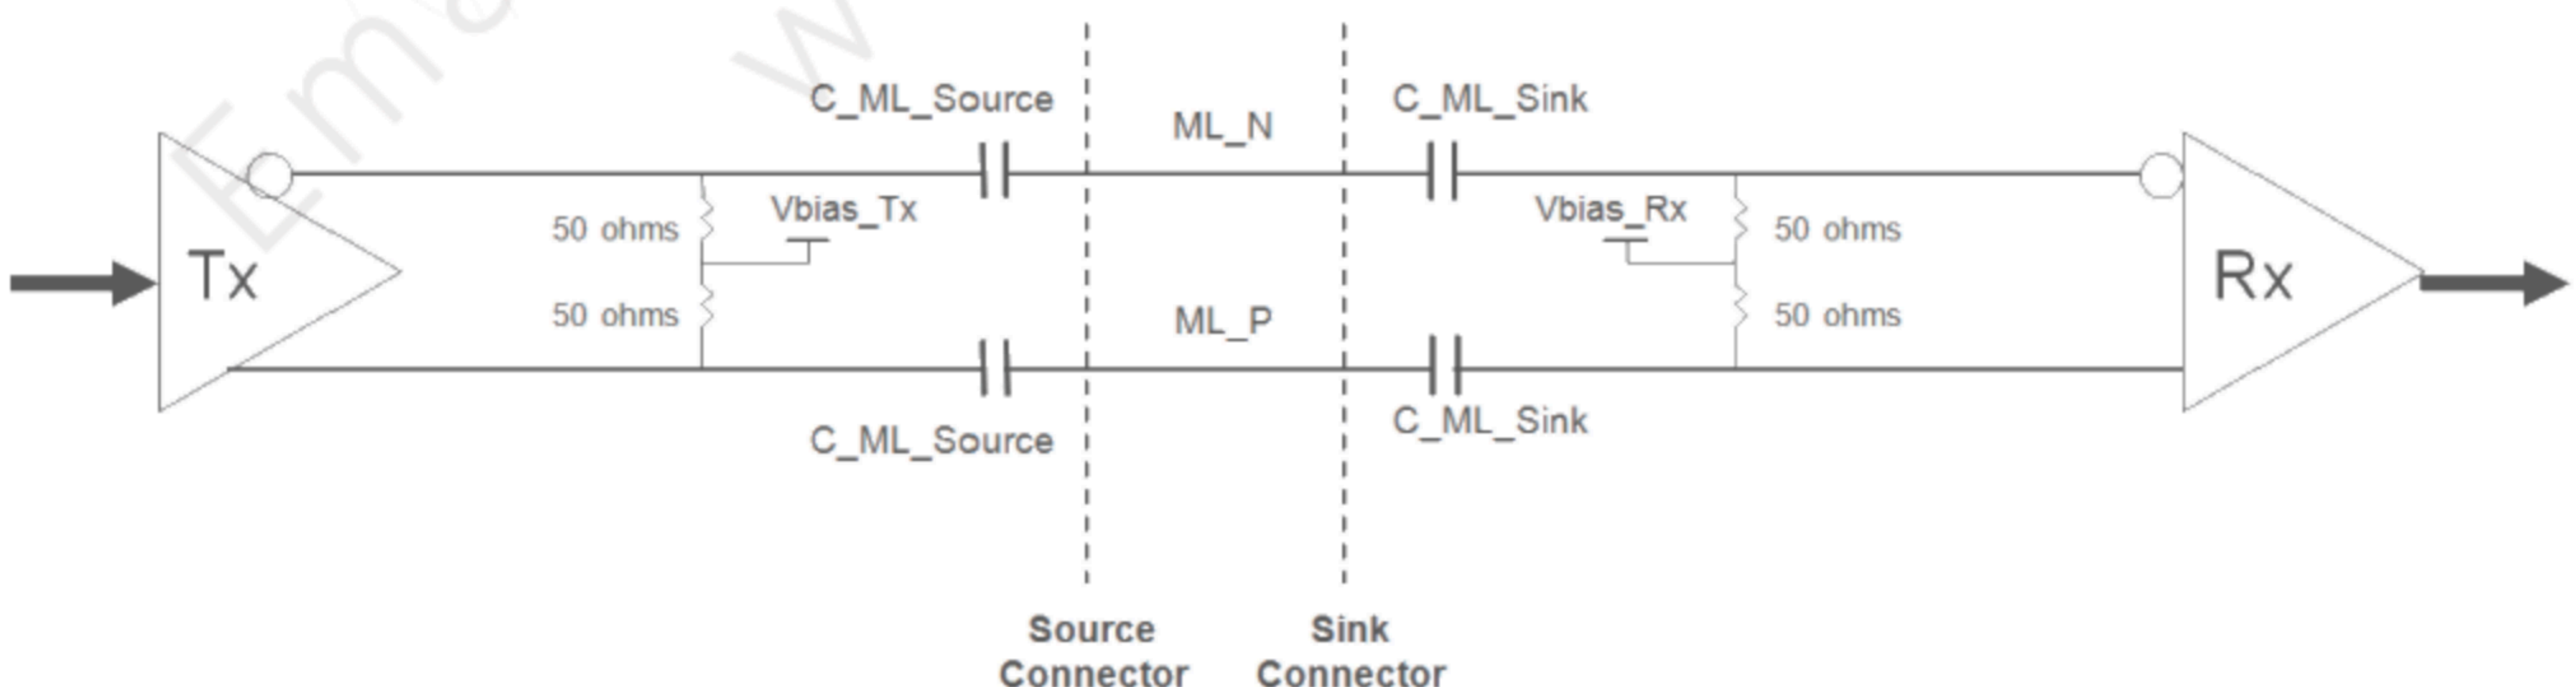 Ema
w
C_ML_Source
ML_N
C_ML_Sink
50 ohms
Vbias_Tx
Vbias_Rx
50 ohms
Tx
Rx
50 ohms
ML_P
50 ohms
C_ML_Source
C_ML_Sink
Source
Connector
Sink
Connector